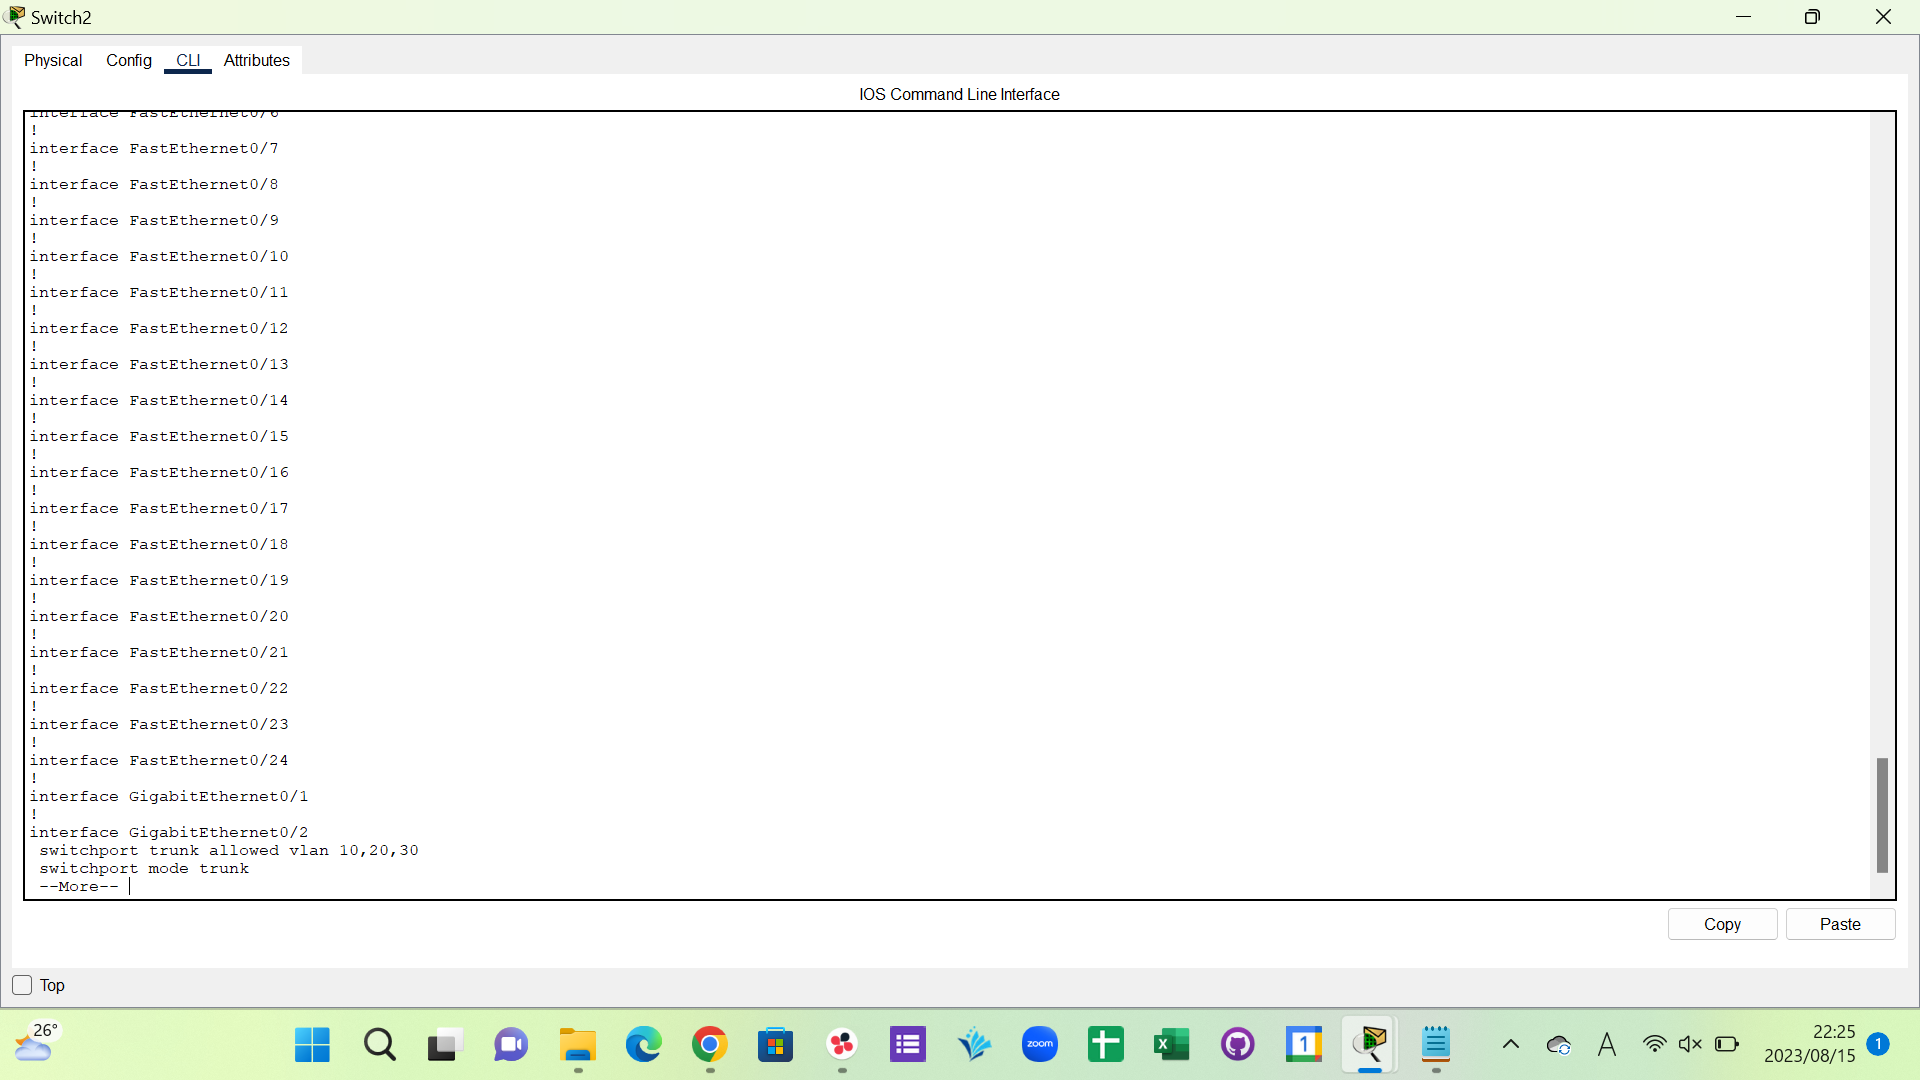 Switch2
Physical Config CLI Attributes
IOS Command Line Interface
interface FastEthernet0/6
!
interface FastEthernet0/7
!
interface FastEthernet0/8
!
interface FastEthernet0/9
!
interface FastEthernet0/10
!
interface FastEthernet0/11
!
interface FastEthernet0/12
!
interface FastEthernet0/13
!
interface FastEthernet0/14
!
interface FastEthernet0/15
!
interface FastEthernet0/16
!
interface FastEthernet0/17
!
interface FastEthernet0/18
!
interface FastEthernet0/19
!
interface FastEthernet0/20
!
interface FastEthernet0/21
!
interface FastEthernet0/22
!
interface FastEthernet0/23
!
interface FastEthernet0/24
!
interface GigabitEthernet0/1
!
interface GigabitEthernet0/2
switchport trunk allowed vlan 10,20,30
switchport mode trunk
--More--
Copy Paste
Top
26°
zoom
X
1
A
22:25
2023/08/15
1